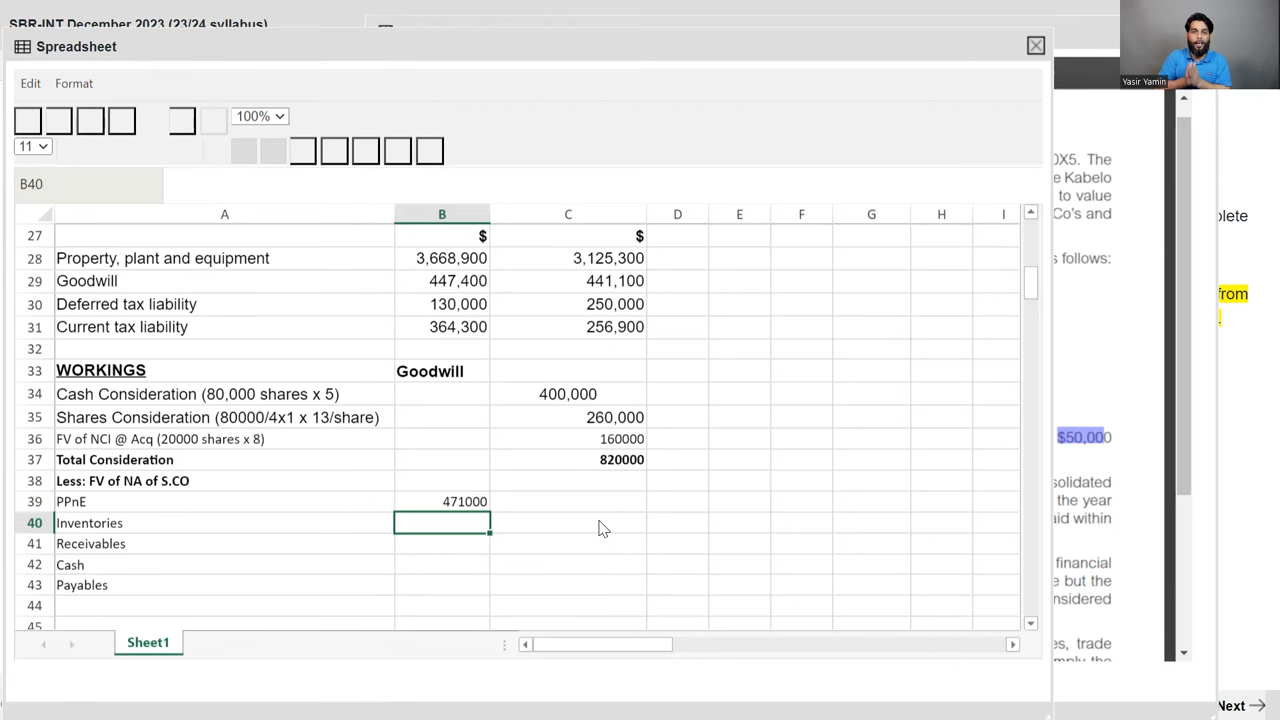 SBR-INT December 2023 (23/24 syllabus)
Spreadsheet
Yasir Yamin
Edit Format
100%
11
B40
A B C D E F G H I
27 $ $
28 Property, plant and equipment 3,668,900 3,125,300
29 Goodwill 447,400 441,100
30 Deferred tax liability 130,000 250,000
31 Current tax liability 364,300 256,900
32
33 WORKINGS Goodwill
34 Cash Consideration (80,000 shares x 5) 400,000
35 Shares Consideration (80000/4x1 x 13/share) 260,000
36 FV of NCI @ Acq (20000 shares x 8) 160000
37 Total Consideration 820000
38 Less: FV of NA of S.CO
39 PPnE 471000
40 Inventories
41 Receivables
42 Cash
43 Payables
44
45
Sheet1
0X5. The
e Kabelo
to value
Co's and
s follows:
$50,000
solidated
the year
aid within
financial
e but the
nsidered
es, trade
mply the
plete
from
Next